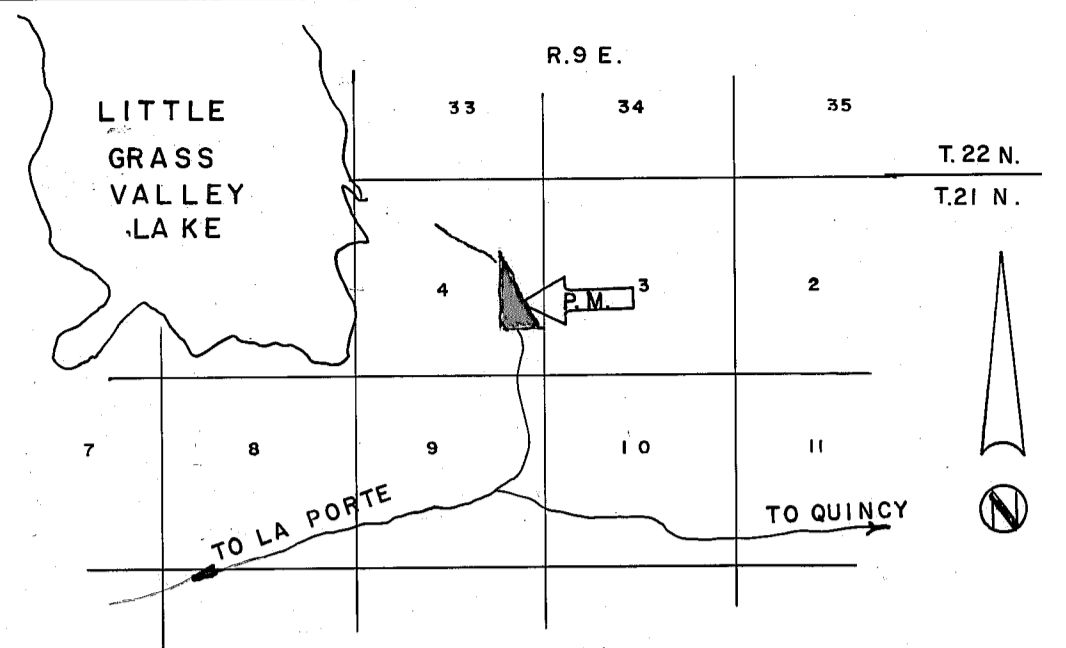 R.9 E.
33 34 35
LITTLE
GRASS
VALLEY
LAKE
T. 22 N.
T.21 N.
4 P.M. 3 2
7 8 9 10 11
TO LA PORTE
TO QUINCY
N